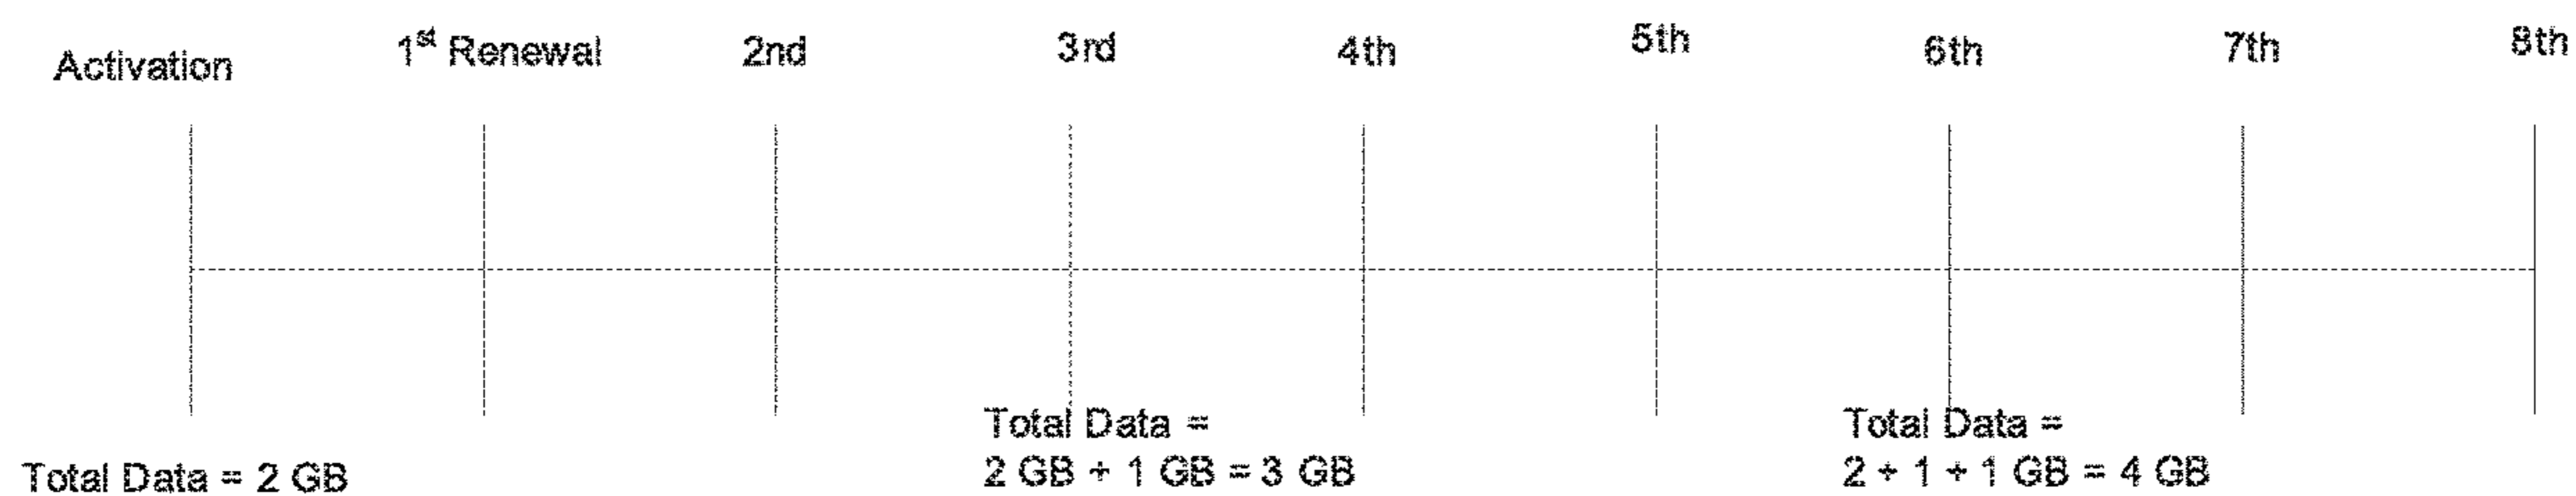 Activation 1st Renewal 2nd 3rd 4th 5th 6th 7th 8th
Total Data = 2 GB
Total Data =
2 GB + 1 GB = 3 GB
Total Data =
2 + 1 + 1 GB = 4 GB